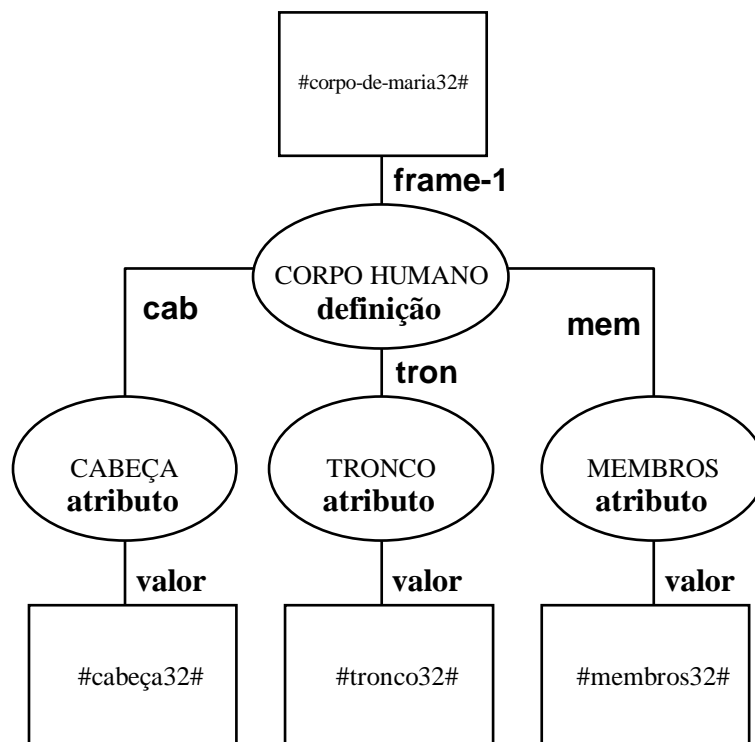 #corpo-de-maria32#
frame-1
CORPO HUMANO
definição
cab
mem
tron
CABEÇA
atributo
TRONCO
atributo
MEMBROS
atributo
valor
valor
valor
#cabeça32#
#tronco32#
#membros32#